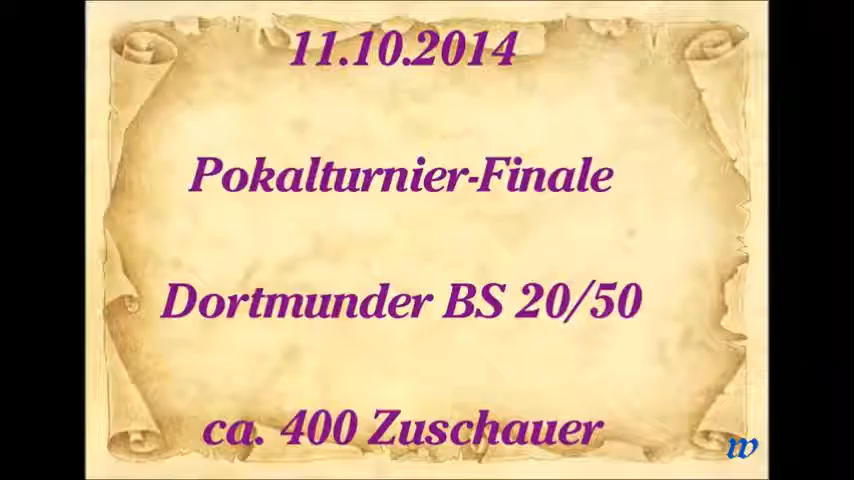 11.10.2014
Pokalturnier-Finale
Dortmunder BS 20/50
ca. 400 Zuschauer
w